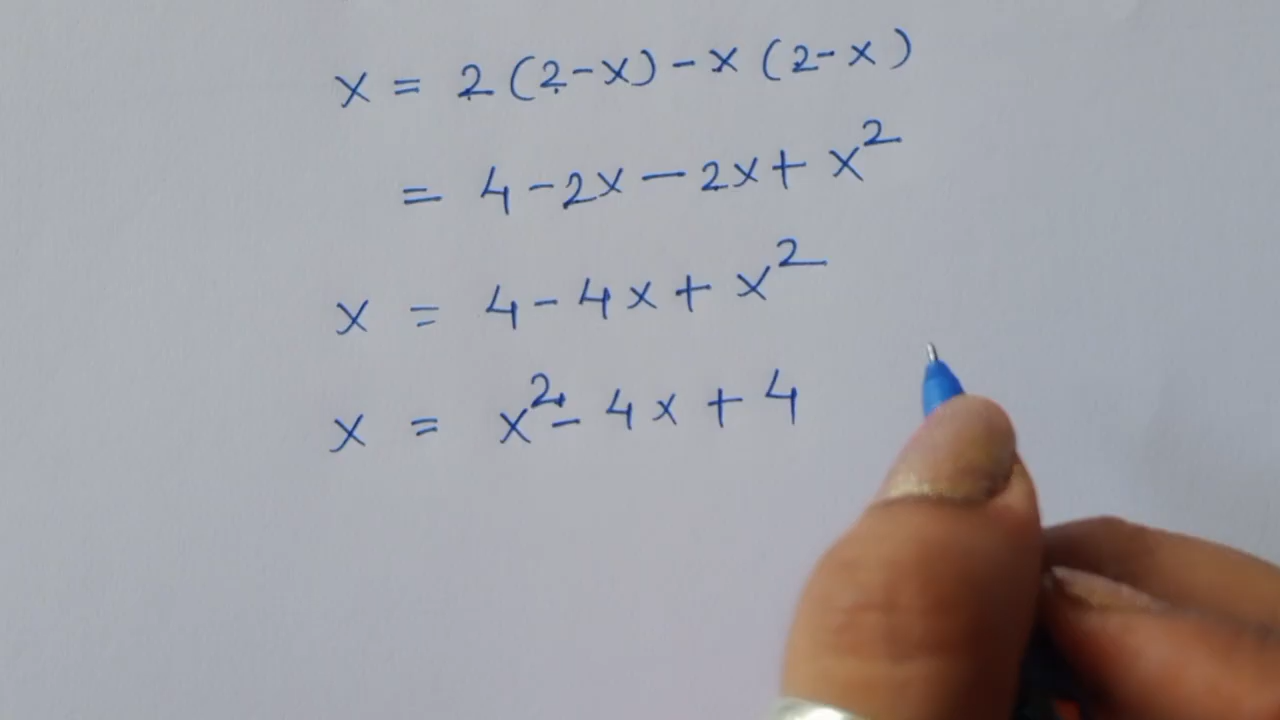 x = 2(2-x)-x(2-x)
= 4-2x-2x+x²
x = 4-4x+x²
x = x²-4x+4